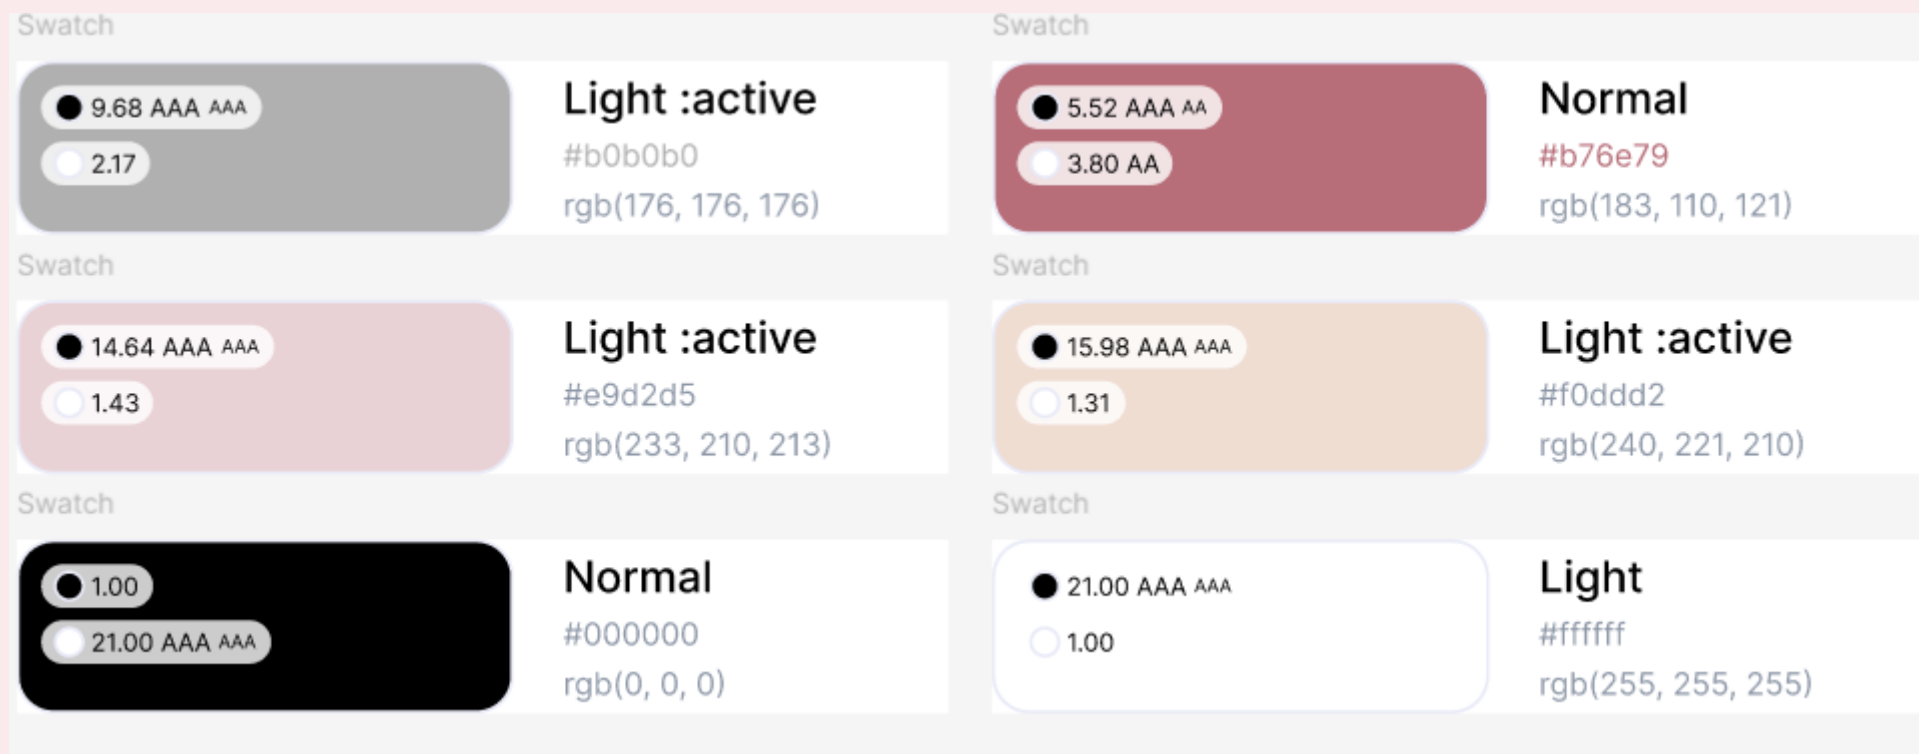 Swatch
9.68 AAA AAA
2.17
Light :active
#b0b0b0
rgb(176, 176, 176)
Swatch
5.52 AAA AA
3.80 AA
Normal
#b76e79
rgb(183, 110, 121)
Swatch
14.64 AAA AAA
1.43
Light :active
#e9d2d5
rgb(233, 210, 213)
Swatch
15.98 AAA AAA
1.31
Light :active
#f0ddd2
rgb(240, 221, 210)
Swatch
1.00
21.00 AAA AAA
Normal
#000000
rgb(0, 0, 0)
Swatch
21.00 AAA AAA
1.00
Light
#ffffff
rgb(255, 255, 255)